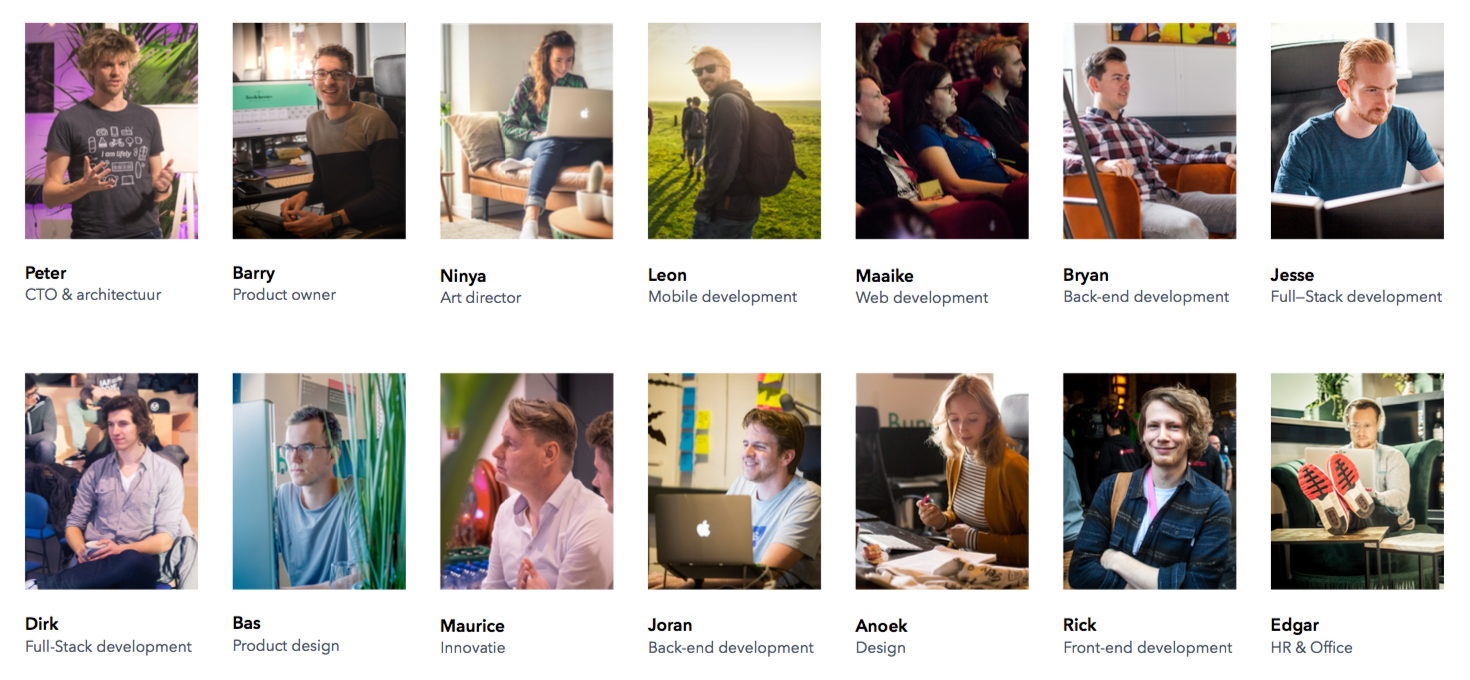 I am lifely
Peter
CTO & architectuur
Barry
Product owner
Ninya
Art director
Leon
Mobile development
Maaike
Web development
Bryan
Back-end development
Jesse
Full–Stack development
Dirk
Full-Stack development
Bas
Product design
Maurice
Innovatie
Joran
Back-end development
Anoek
Design
Rick
Front-end development
Edgar
HR & Office